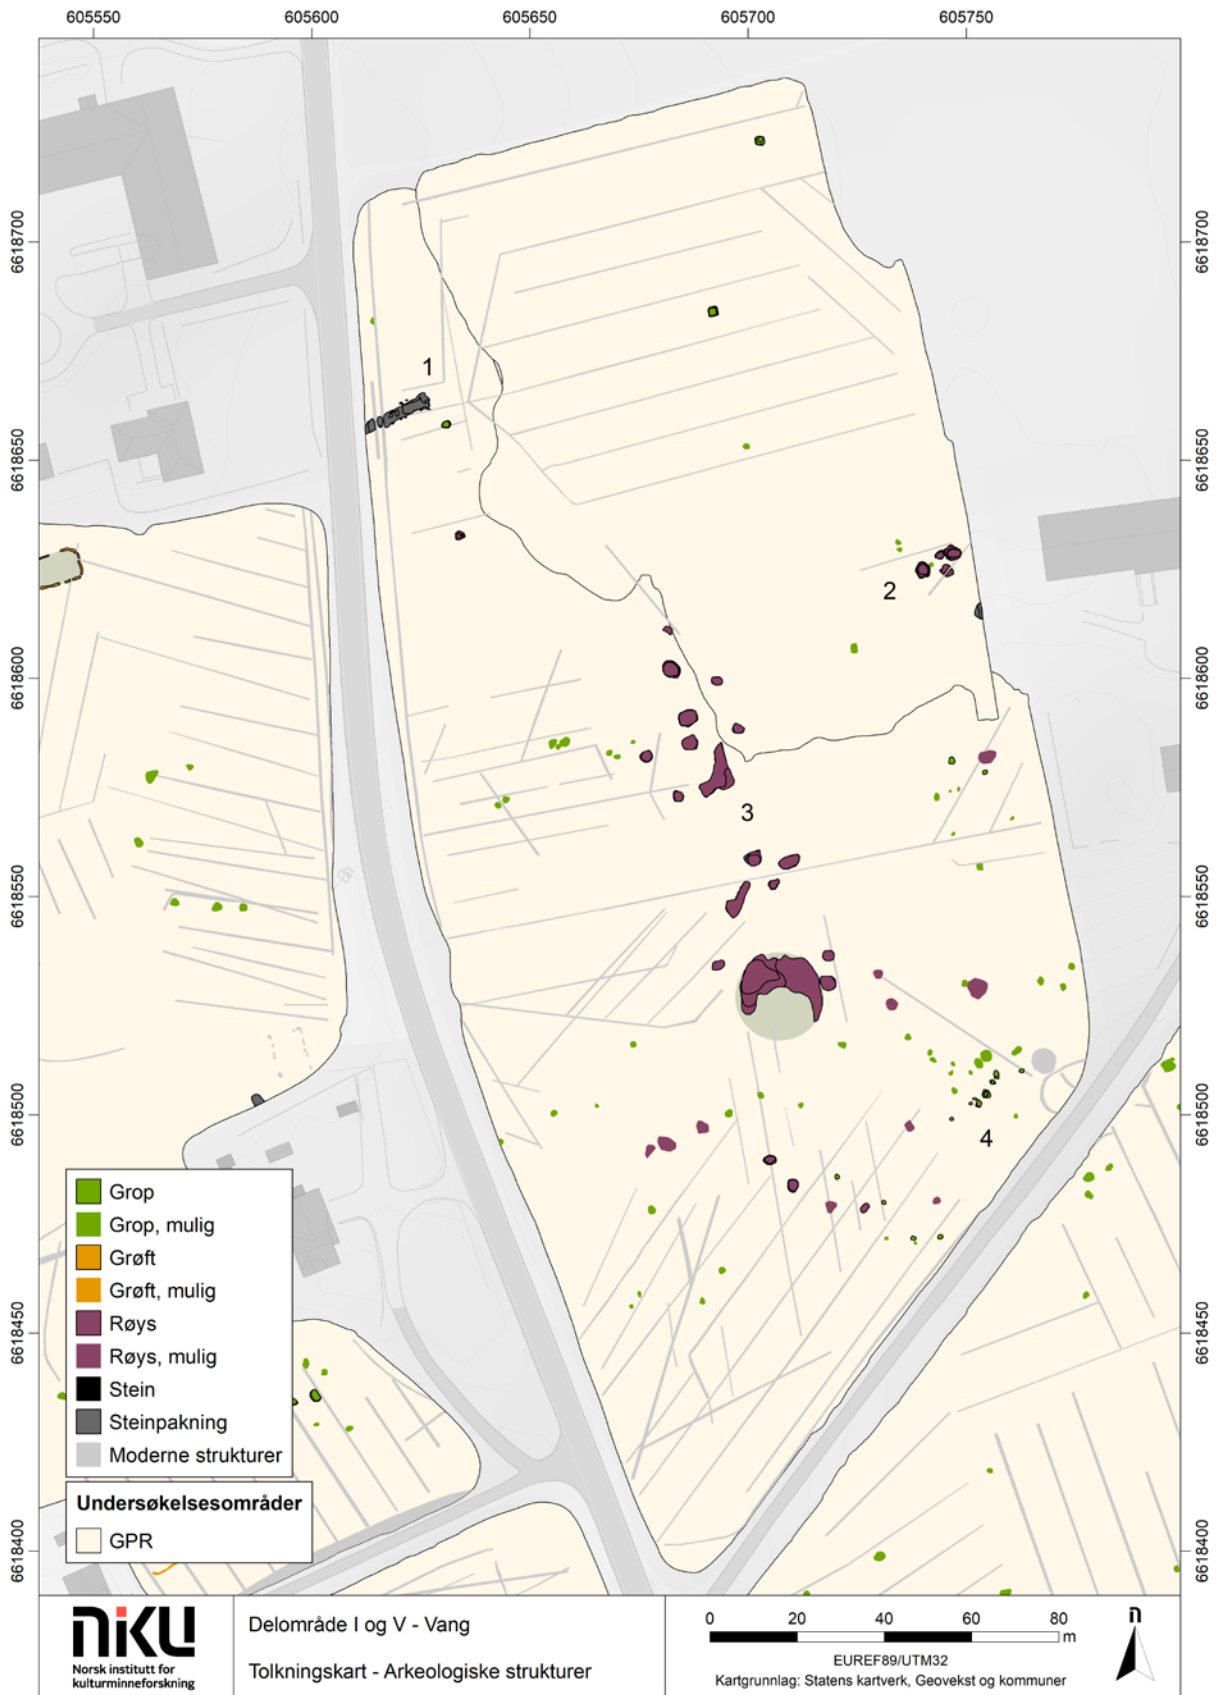 605550 605600 605650 605700 605750
6618700 6618700
1
6618650 6618650
2
6618600 6618600
3
6618550 6618550
6618500 6618500
4
Grop
Grop, mulig
Grøft
Grøft, mulig
Røys
Røys, mulig
Stein
Steinpakning
Moderne strukturer
6618450
Undersøkelsesområder
GPR
6618400 6618400
NIKU
Norsk institutt for
kulturminneforskning
Delområde I og V - Vang
Tolkningskart - Arkeologiske strukturer
0 20 40 60 80
m
EUREF89/UTM32
Kartgrunnlag: Statens kartverk, Geovekst og kommuner
n